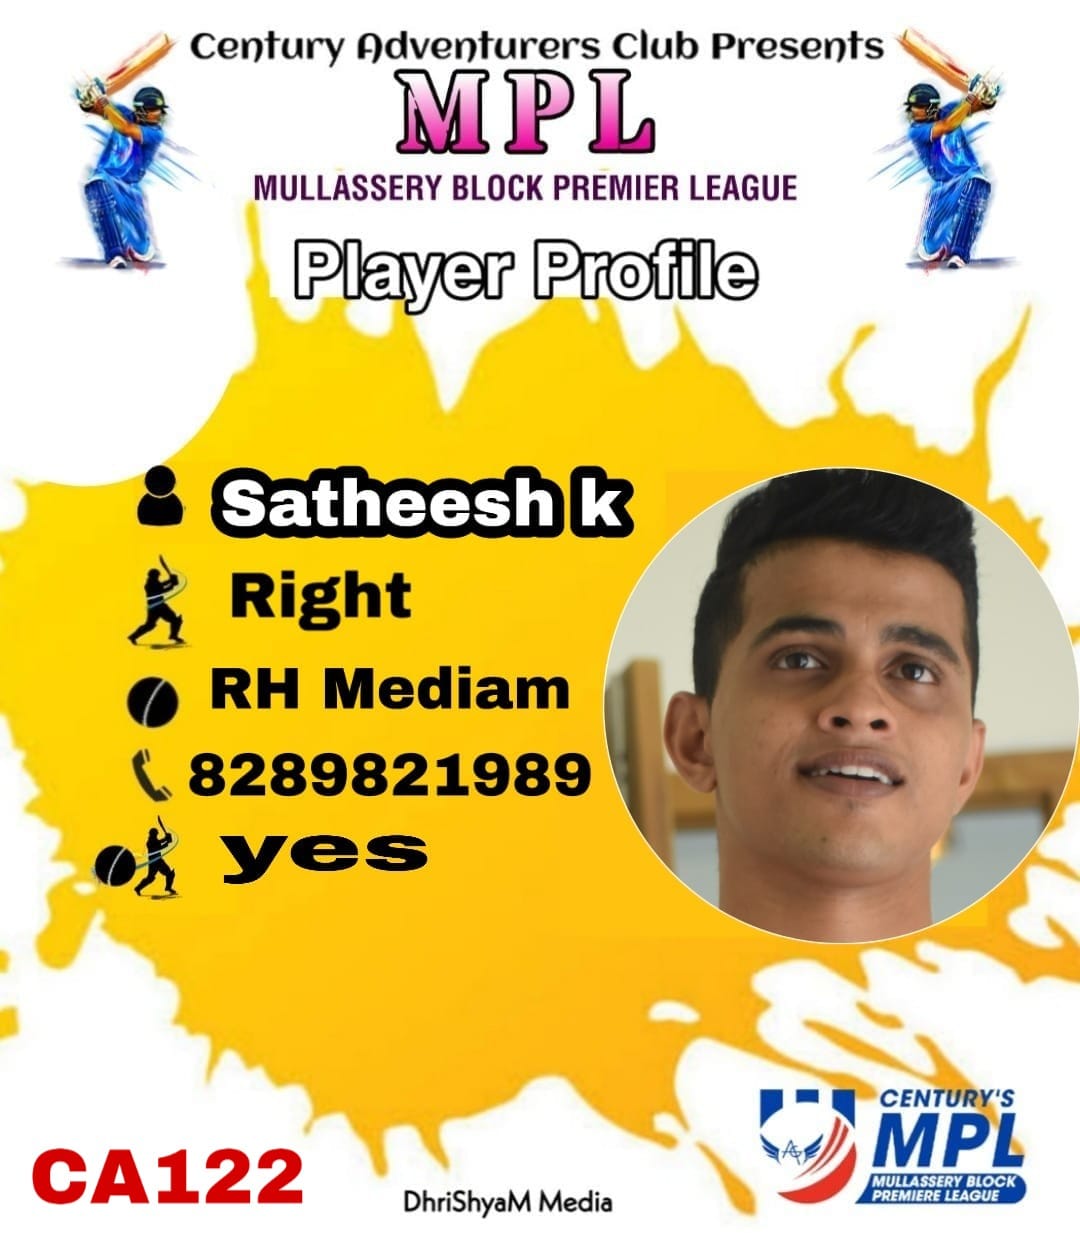 Century Adventurers Club Presents
MPL
MULLASSERY BLOCK PREMIER LEAGUE
Player Profile
Satheesh k
Right
RH Mediam
8289821989
yes
CENTURY'S
MPL
MULLASSERY BLOCK
PREMIERE LEAGUE
CA122
DhriShyaM Media